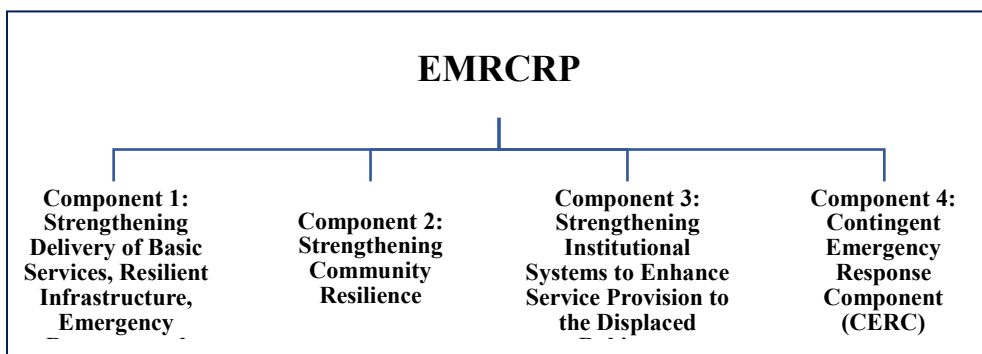 EMRCRP
Component 1:
Strengthening
Delivery of Basic
Services, Resilient
Infrastructure,
Emergency
Component 2:
Strengthening
Community
Resilience
Component 3:
Strengthening
Institutional
Systems to Enhance
Service Provision to
the Displaced
Component 4:
Contingent
Emergency
Response
Component
(CERC)